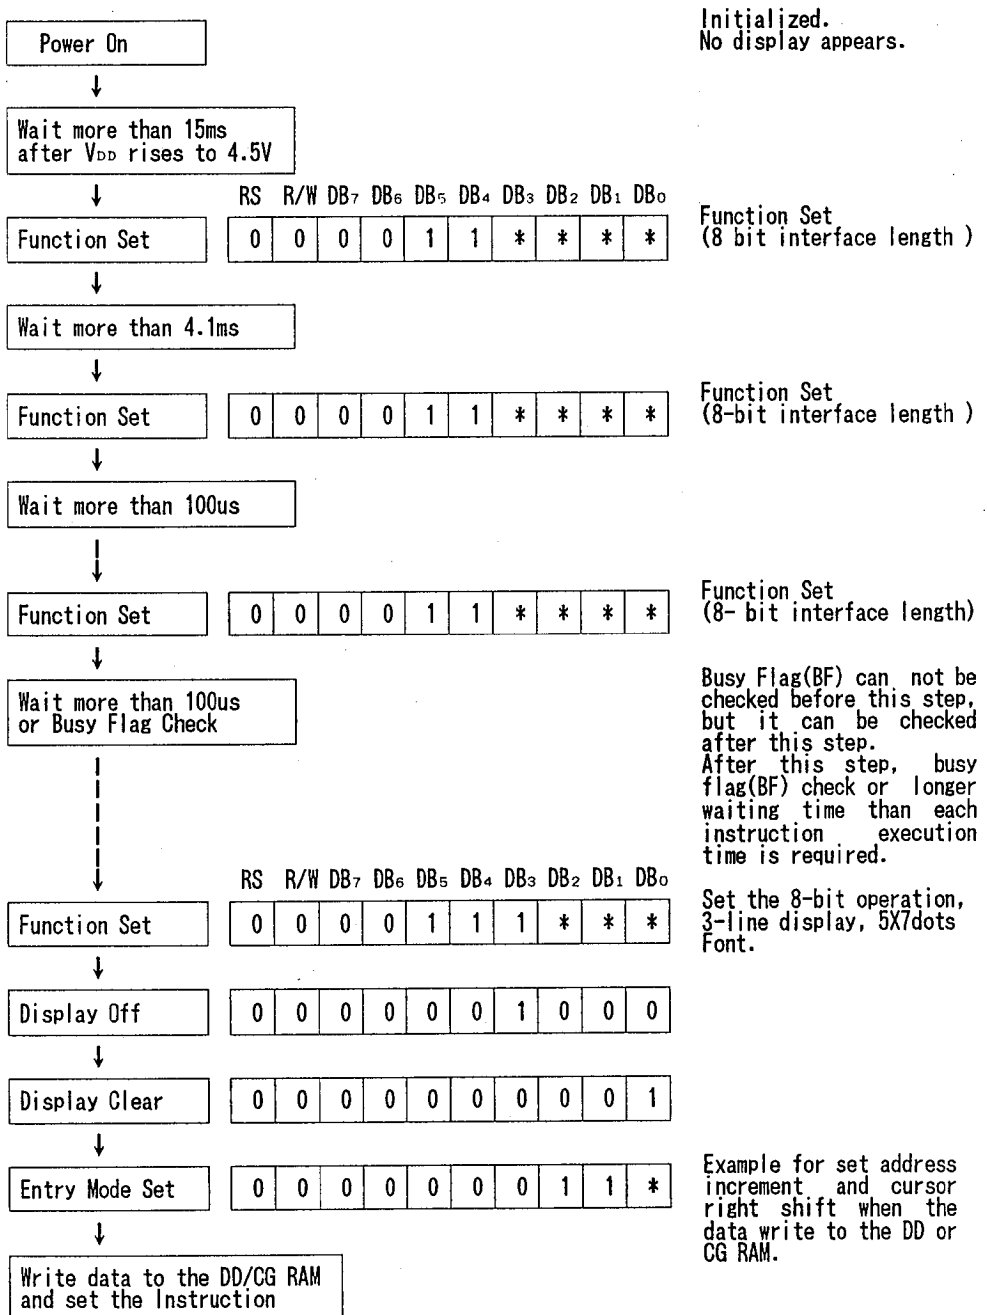 Power On
Initialized.
No display appears.
Wait more than 15ms
after VDD rises to 4.5V
RS R/W DB7 DB6 DB5 DB4 DB3 DB2 DB1 DB0
Function Set 0 0 0 0 1 1 * * * *
Function Set
(8 bit interface length )
Wait more than 4.1ms
Function Set 0 0 0 0 1 1 * * * *
Function Set
(8-bit interface length )
Wait more than 100us
Function Set 0 0 0 0 1 1 * * * *
Function Set
(8- bit interface length)
Wait more than 100us
or Busy Flag Check
Busy Flag(BF) can not be
checked before this step,
but it can be checked
after this step.
After this step, busy
flag(BF) check or longer
waiting time than each
instruction execution
time is required.
RS R/W DB7 DB6 DB5 DB4 DB3 DB2 DB1 DB0
Function Set 0 0 0 0 1 1 1 * * *
Set the 8-bit operation,
3-line display, 5X7dots
Font.
Display Off 0 0 0 0 0 0 1 0 0 0
Display Clear 0 0 0 0 0 0 0 0 0 1
Entry Mode Set 0 0 0 0 0 0 0 1 1 *
Example for set address
increment and cursor
right shift when the
data write to the DD or
CG RAM.
Write data to the DD/CG RAM
and set the Instruction